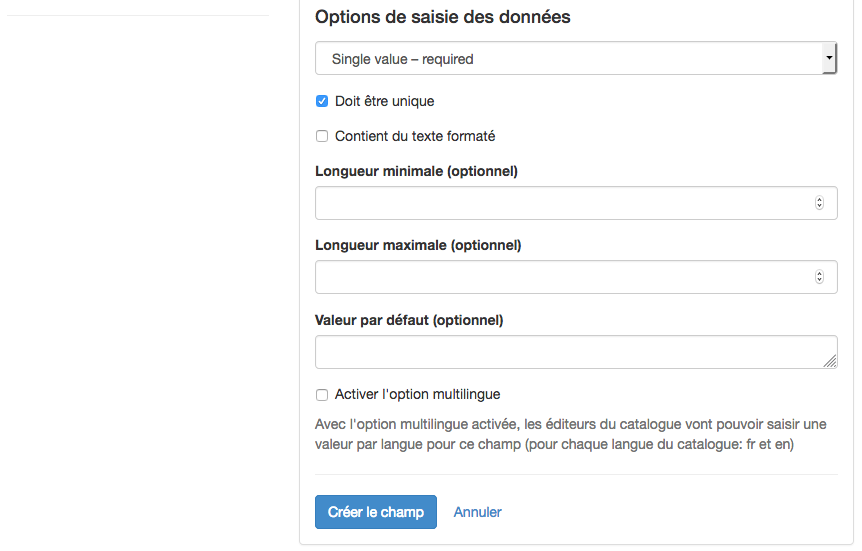 Options de saisie des données
Single value – required
Doit être unique
Contient du texte formaté
Longueur minimale (optionnel)
Longueur maximale (optionnel)
Valeur par défaut (optionnel)
Activer l'option multilingue
Avec l'option multilingue activée, les éditeurs du catalogue vont pouvoir saisir une
valeur par langue pour ce champ (pour chaque langue du catalogue: fr et en)
Créer le champ Annuler